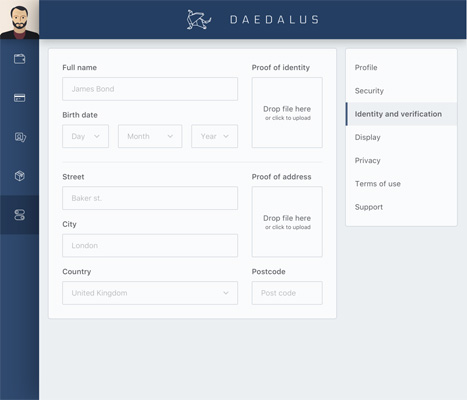 DAEDALUS
Full name
James Bond
Proof of identity
Drop file here
or click to upload
Birth date
Day
Month
Year
Street
Baker st.
Proof of address
Drop file here
or click to upload
City
London
Country
United Kingdom
Postcode
Post code
Profile
Security
Identity and verification
Display
Privacy
Terms of use
Support